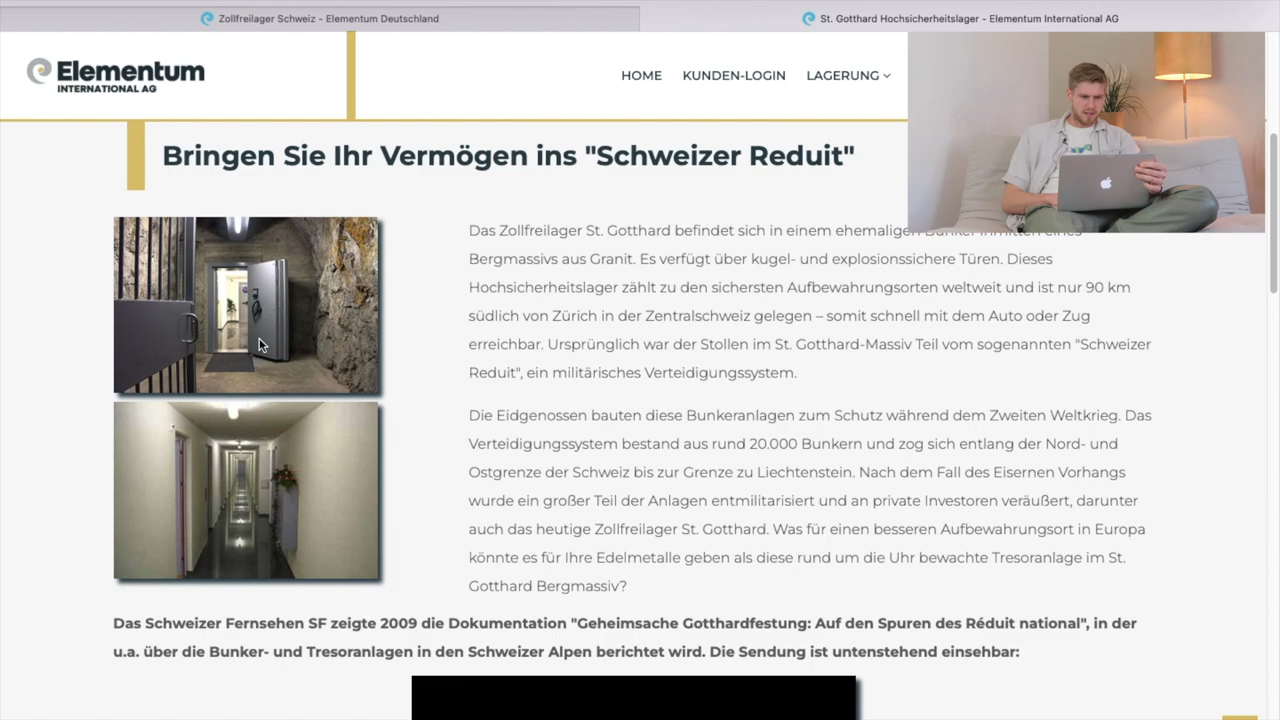 Zollfreilager Schweiz - Elementum Deutschland
St. Gotthard Hochsicherheitslager - Elementum International AG
Elementum
INTERNATIONAL AG
HOME
KUNDEN-LOGIN
LAGERUNG
Bringen Sie Ihr Vermögen ins "Schweizer Reduit"
Das Zollfreilager St. Gotthard befindet sich in einem ehemaligen Bunker inmitten eines
Bergmassivs aus Granit. Es verfügt über kugel- und explosionssichere Türen. Dieses
Hochsicherheitslager zählt zu den sichersten Aufbewahrungsorten weltweit und ist nur 90 km
südlich von Zürich in der Zentralschweiz gelegen – somit schnell mit dem Auto oder Zug
erreichbar. Ursprünglich war der Stollen im St. Gotthard-Massiv Teil vom sogenannten "Schweizer
Reduit", ein militärisches Verteidigungssystem.
Die Eidgenossen bauten diese Bunkeranlagen zum Schutz während dem Zweiten Weltkrieg. Das
Verteidigungssystem bestand aus rund 20.000 Bunkern und zog sich entlang der Nord- und
Ostgrenze der Schweiz bis zur Grenze zu Liechtenstein. Nach dem Fall des Eisernen Vorhangs
wurde ein großer Teil der Anlagen entmilitarisiert und an private Investoren veräußert, darunter
auch das heutige Zollfreilager St. Gotthard. Was für einen besseren Aufbewahrungsort in Europa
könnte es für Ihre Edelmetalle geben als diese rund um die Uhr bewachte Tresoranlage im St.
Gotthard Bergmassiv?
Das Schweizer Fernsehen SF zeigte 2009 die Dokumentation "Geheimsache Gotthardfestung: Auf den Spuren des Réduit national", in der
u.a. über die Bunker- und Tresoranlagen in den Schweizer Alpen berichtet wird. Die Sendung ist untenstehend einsehbar: